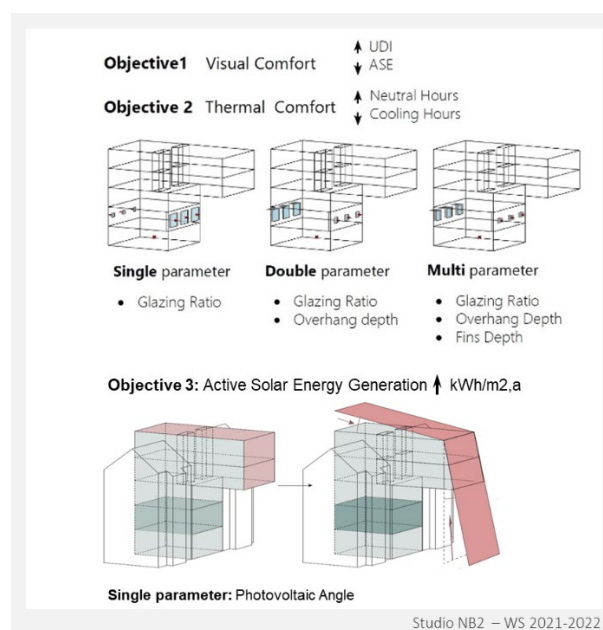 Objective1 Visual Comfort
UDI
ASE
Objective 2 Thermal Comfort
Neutral Hours
Cooling Hours
Single parameter
• Glazing Ratio
Double parameter
• Glazing Ratio
• Overhang depth
Multi parameter
• Glazing Ratio
• Overhang Depth
• Fins Depth
Objective 3: Active Solar Energy Generation kWh/m2,a
Single parameter: Photovoltaic Angle
Studio NB2 – WS 2021-2022